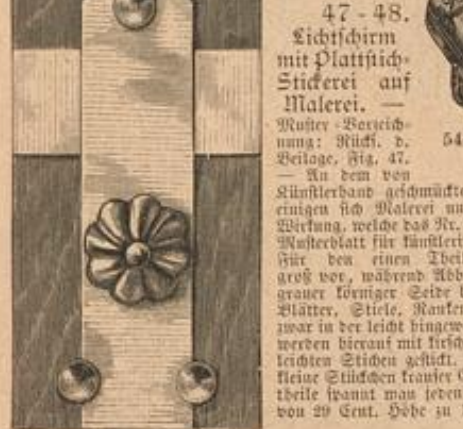 47 - 48.
Lichtschirm
mit Plattstich-
Stickerei auf
Malerei. —
Muster-Vorzeich-
nung: Rücks. d.
Beilage, Fig. 47.
— An dem von
Künstlerhand geschmückte
einigen sich Malerei un
Wirkung, welche das Nr.
Musterblatt für künstleri
Für den einen Thei
groß vor, während Abb
grauer körniger Seide
Blätter, Stiele, Ranken
zwar in der leicht hingew
werden hierauf mit kirsch
leichten Stichen gestickt.
kleine Stückchen krauser
theile spannt man jeden
von 29 Cent. Höhe zu
54